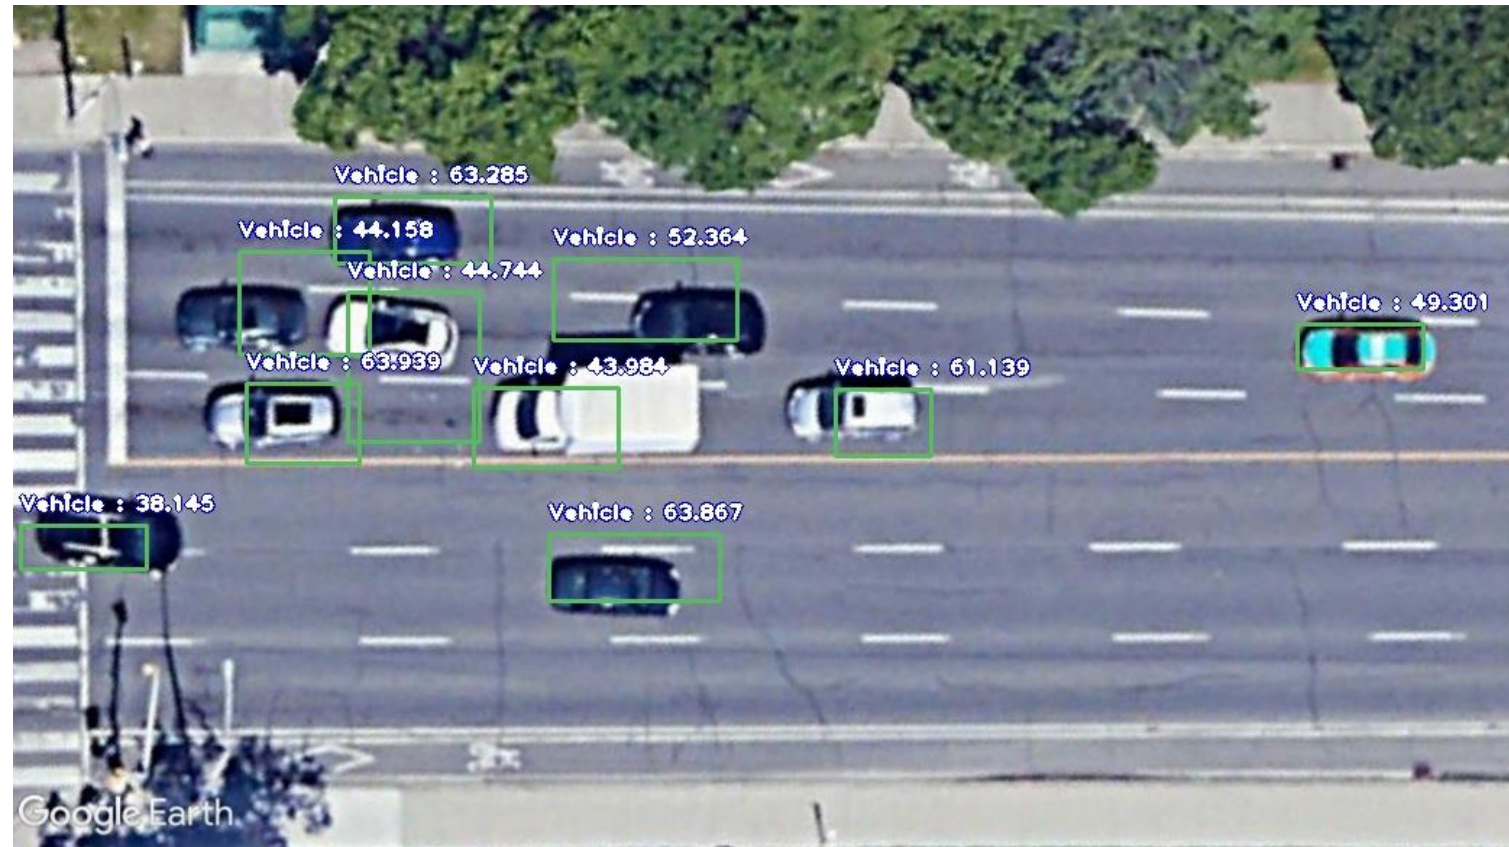 Vehicle : 63.285
Vehicle : 44.158
Vehicle : 52.364
Vehicle : 44.744
Vehicle : 49.301
Vehicle : 63.939
Vehicle : 43.984
Vehicle : 61.139
Vehicle : 38.145
Vehicle : 63.867
Google Earth